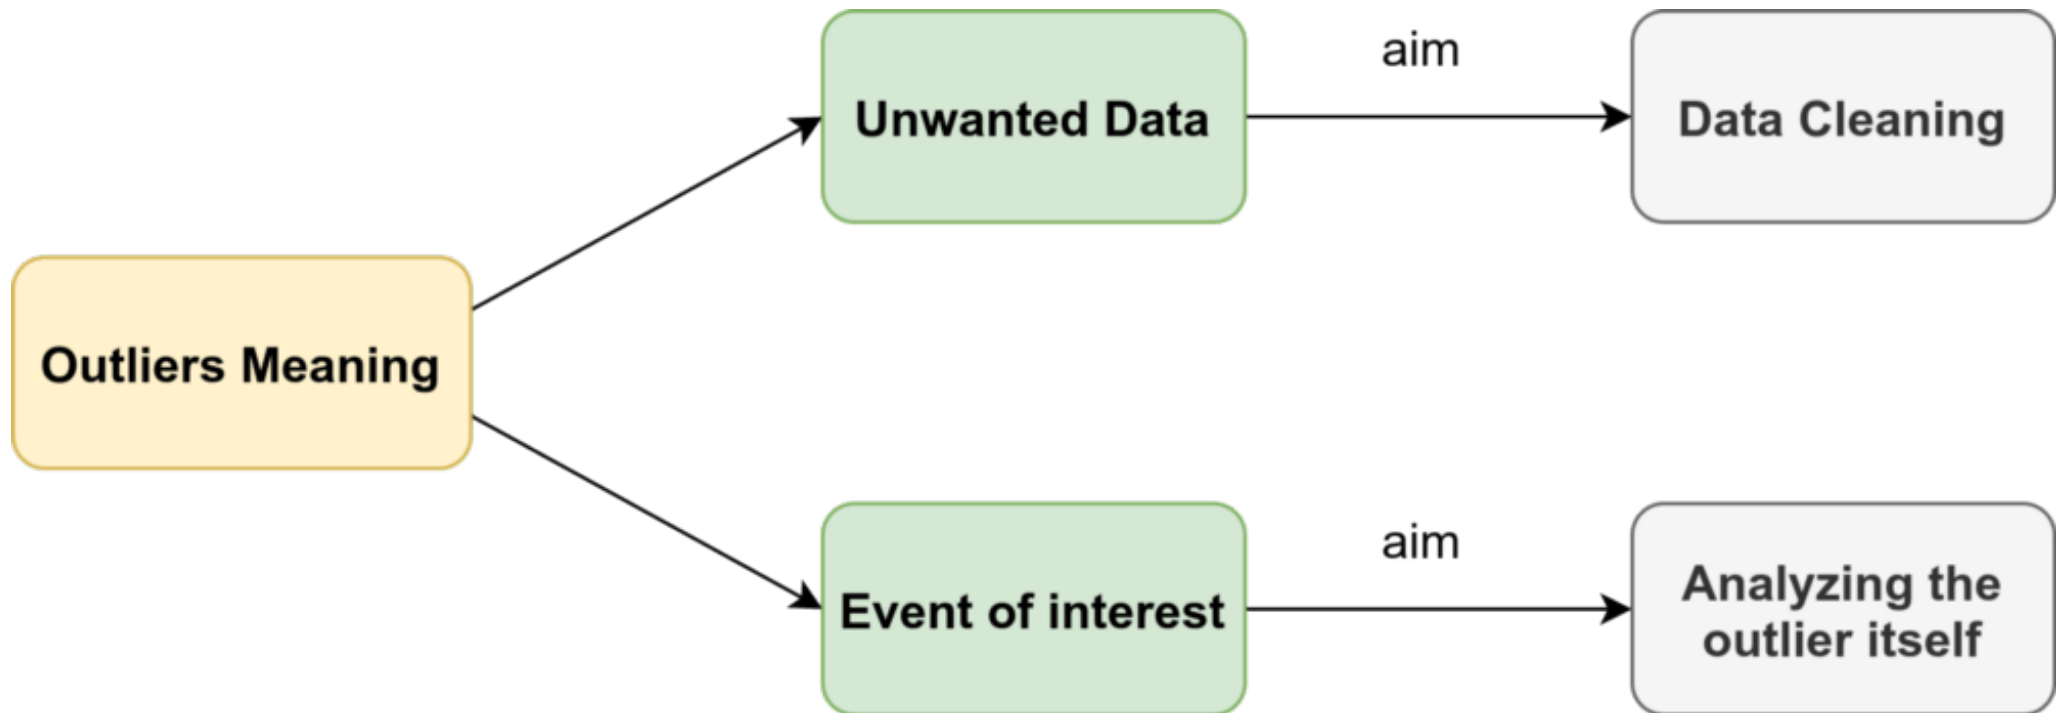 aim
Unwanted Data
Data Cleaning
Outliers Meaning
aim
Event of interest
Analyzing the
outlier itself